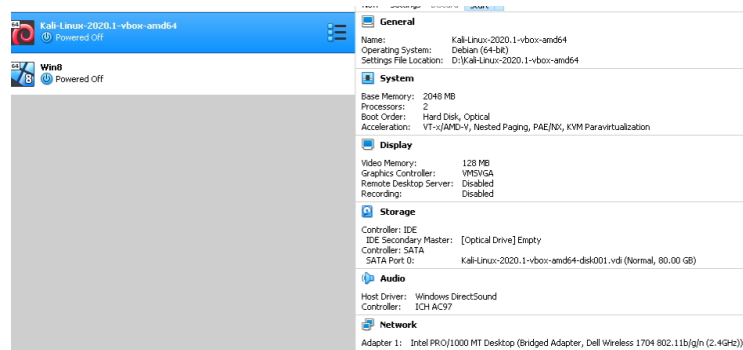 64
Kali-Linux-2020.1-vbox-amd64
Powered Off
64
Win8
Powered Off
New Settings Discard Start
General
Name: Kali-Linux-2020.1-vbox-amd64
Operating System: Debian (64-bit)
Settings File Location: D:\Kali-Linux-2020.1-vbox-amd64
System
Base Memory: 2048 MB
Processors: 2
Boot Order: Hard Disk, Optical
Acceleration: VT-x/AMD-V, Nested Paging, PAE/NX, KVM Paravirtualization
Display
Video Memory: 128 MB
Graphics Controller: VMSVGA
Remote Desktop Server: Disabled
Recording: Disabled
Storage
Controller: IDE
IDE Secondary Master: [Optical Drive] Empty
Controller: SATA
SATA Port 0: Kali-Linux-2020.1-vbox-amd64-disk001.vdi (Normal, 80.00 GB)
Audio
Host Driver: Windows DirectSound
Controller: ICH AC97
Network
Adapter 1: Intel PRO/1000 MT Desktop (Bridged Adapter, Dell Wireless 1704 802.11b/g/n (2.4GHz))